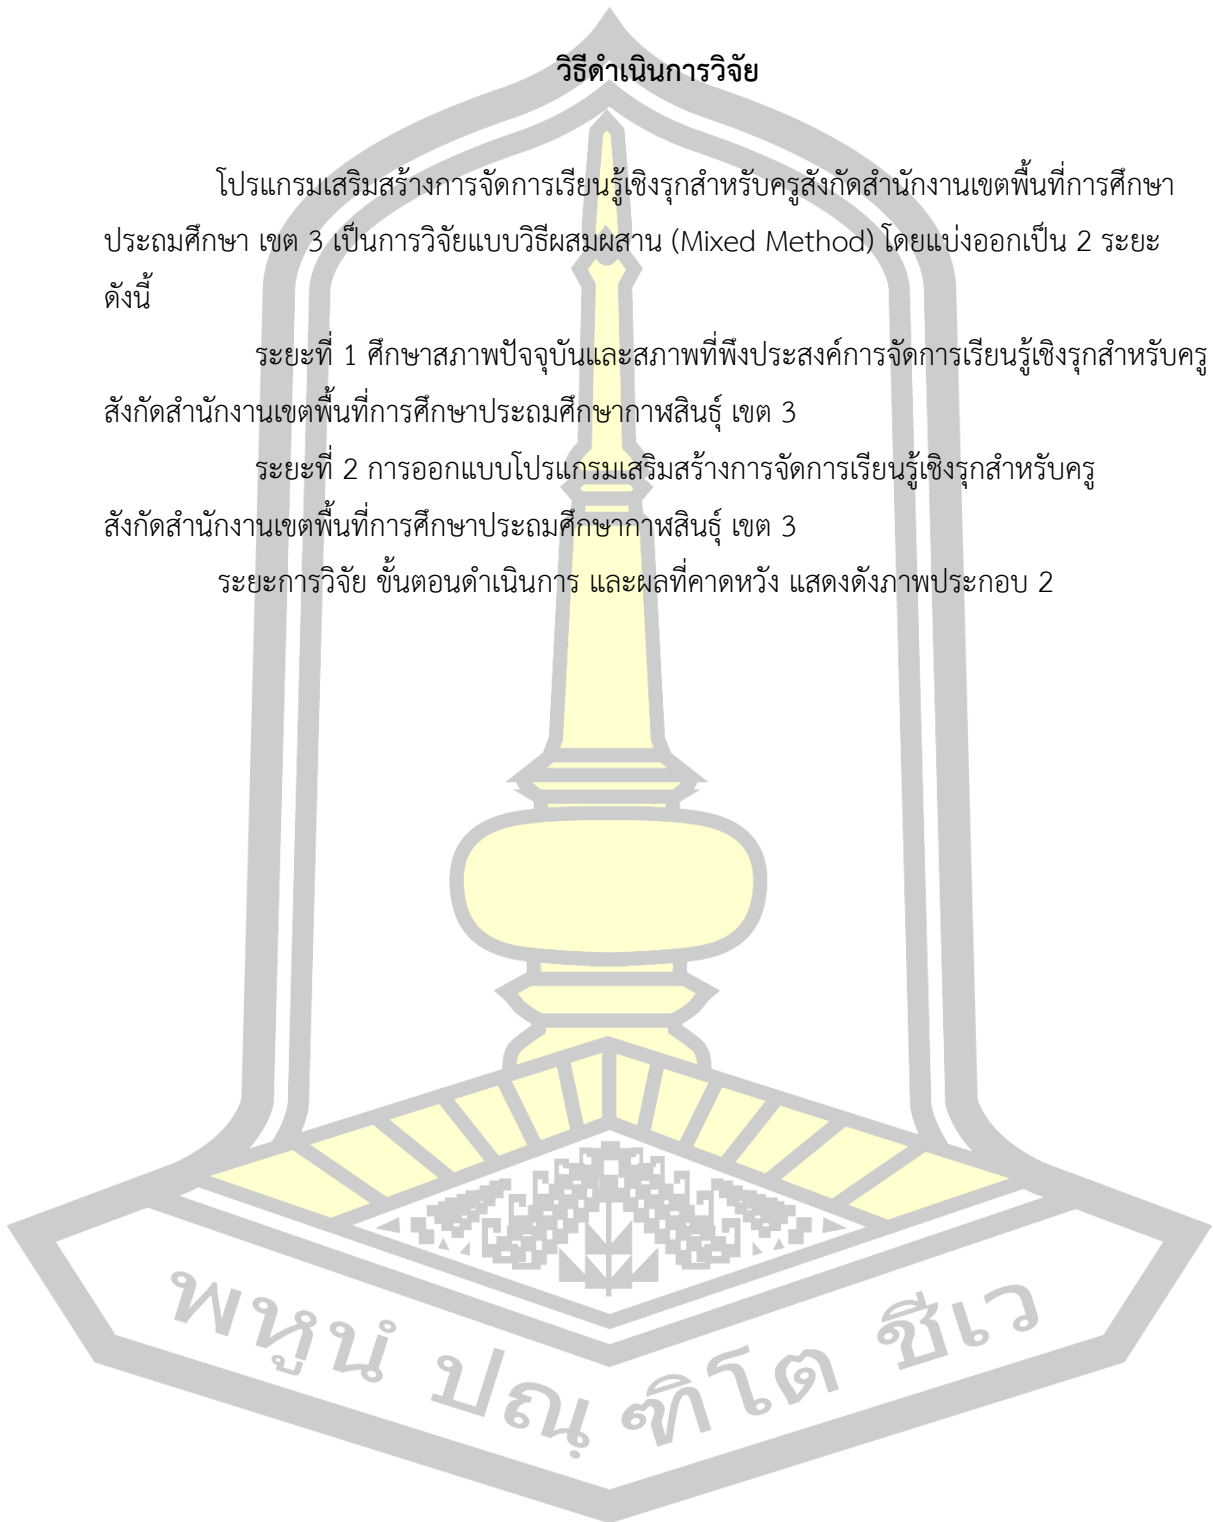 วิธีดำเนินการวิจัย
โปรแกรมเสริมสร้างการจัดการเรียนรู้เชิงรุกสำหรับครูสังกัดสำนักงานเขตพื้นที่การศึกษา
ประถมศึกษา เขต 3 เป็นการวิจัยแบบวิธีผสมผสาน (Mixed Method) โดยแบ่งออกเป็น 2 ระยะ
ดังนี้
ระยะที่ 1 ศึกษาสภาพปัจจุบันและสภาพที่พึงประสงค์การจัดการเรียนรู้เชิงรุกสำหรับครู
สังกัดสำนักงานเขตพื้นที่การศึกษาประถมศึกษากาฬสินธุ์ เขต 3
ระยะที่ 2 การออกแบบโปรแกรมเสริมสร้างการจัดการเรียนรู้เชิงรุกสำหรับครู
สังกัดสำนักงานเขตพื้นที่การศึกษาประถมศึกษากาฬสินธุ์ เขต 3
ระยะการวิจัย ขั้นตอนดำเนินการ และผลที่คาดหวัง แสดงดังภาพประกอบ 2
พหูนํ ปณฺฑิโต ชีเว